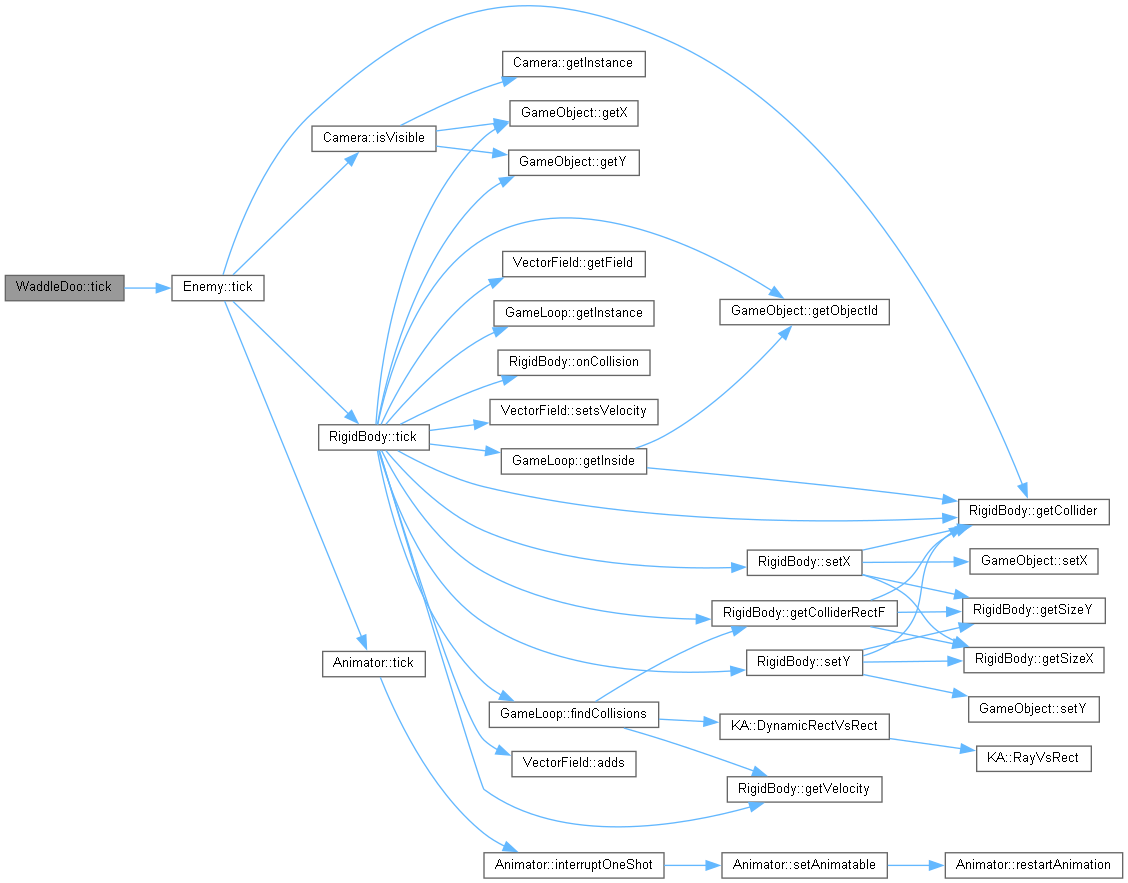 Camera::getInstance
GameObject::getX
Camera::isVisible
GameObject::getY
VectorField::getField
WaddleDoo::tick
Enemy::tick
GameLoop::getInstance
GameObject::getObjectId
RigidBody::onCollision
VectorField::setsVelocity
RigidBody::tick
GameLoop::getInside
RigidBody::getCollider
RigidBody::setX
GameObject::setX
RigidBody::getColliderRectF
RigidBody::getSizeY
Animator::tick
RigidBody::setY
RigidBody::getSizeX
GameLoop::findCollisions
GameObject::setY
KA::DynamicRectVsRect
VectorField::adds
KA::RayVsRect
RigidBody::getVelocity
Animator::interruptOneShot
Animator::setAnimatable
Animator::restartAnimation